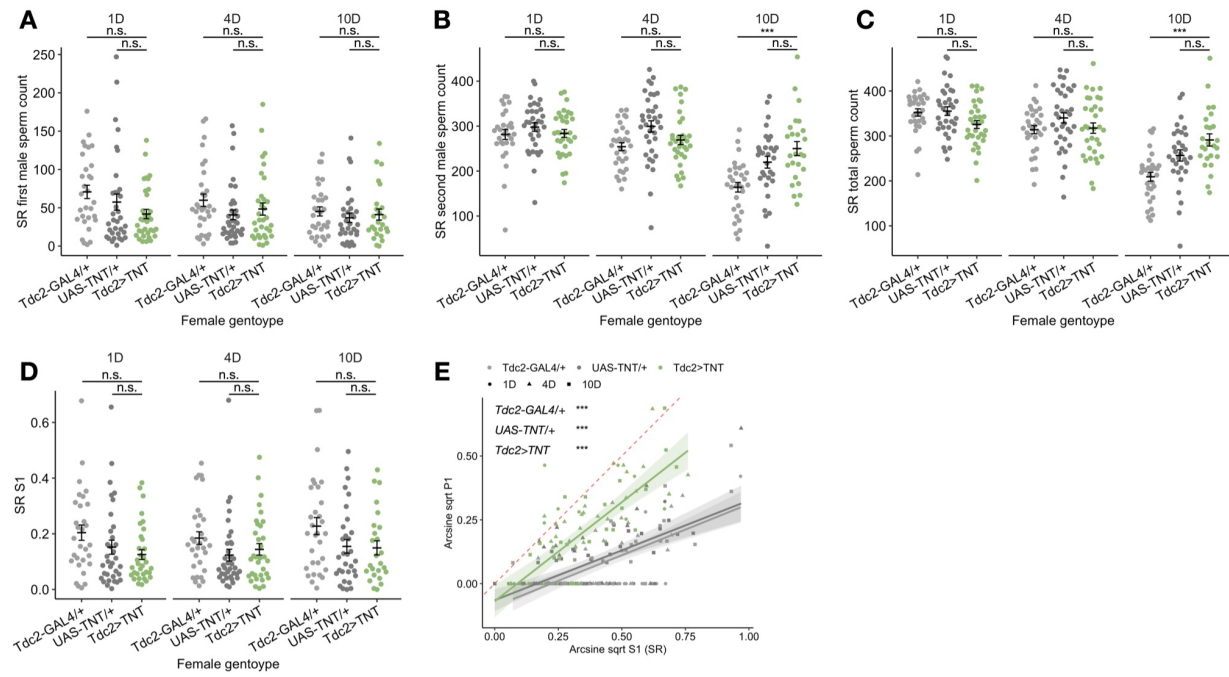 A
1D 4D 10D
n.s. n.s. n.s.
n.s. n.s. n.s.
SR first male sperm count
250
200
150
100
50
0
Tdc2-GAL4/+ UAS-TNT/+ Tdc2>TNT Tdc2-GAL4/+ UAS-TNT/+ Tdc2>TNT Tdc2-GAL4/+ UAS-TNT/+ Tdc2>TNT
Female gentoype
B
1D 4D 10D
n.s. n.s. ***
n.s. n.s. n.s.
SR second male sperm count
400
300
200
100
Tdc2-GAL4/+ UAS-TNT/+ Tdc2>TNT Tdc2-GAL4/+ UAS-TNT/+ Tdc2>TNT Tdc2-GAL4/+ UAS-TNT/+ Tdc2>TNT
Female gentoype
C
1D 4D 10D
n.s. n.s. ***
n.s. n.s. n.s.
SR total sperm count
400
300
200
100
Tdc2-GAL4/+ UAS-TNT/+ Tdc2>TNT Tdc2-GAL4/+ UAS-TNT/+ Tdc2>TNT Tdc2-GAL4/+ UAS-TNT/+ Tdc2>TNT
Female gentoype
D
1D 4D 10D
n.s. n.s. n.s.
n.s. n.s. n.s.
SR S1
0.6
0.4
0.2
0.0
Tdc2-GAL4/+ UAS-TNT/+ Tdc2>TNT Tdc2-GAL4/+ UAS-TNT/+ Tdc2>TNT Tdc2-GAL4/+ UAS-TNT/+ Tdc2>TNT
Female gentoype
E
Tdc2-GAL4/+ UAS-TNT/+ Tdc2>TNT
1D 4D 10D
Tdc2-GAL4/+ ***
UAS-TNT/+ ***
Tdc2>TNT ***
Arcsine sqrt P1
0.50
0.25
0.00
0.00 0.25 0.50 0.75 1.00
Arcsine sqrt S1 (SR)